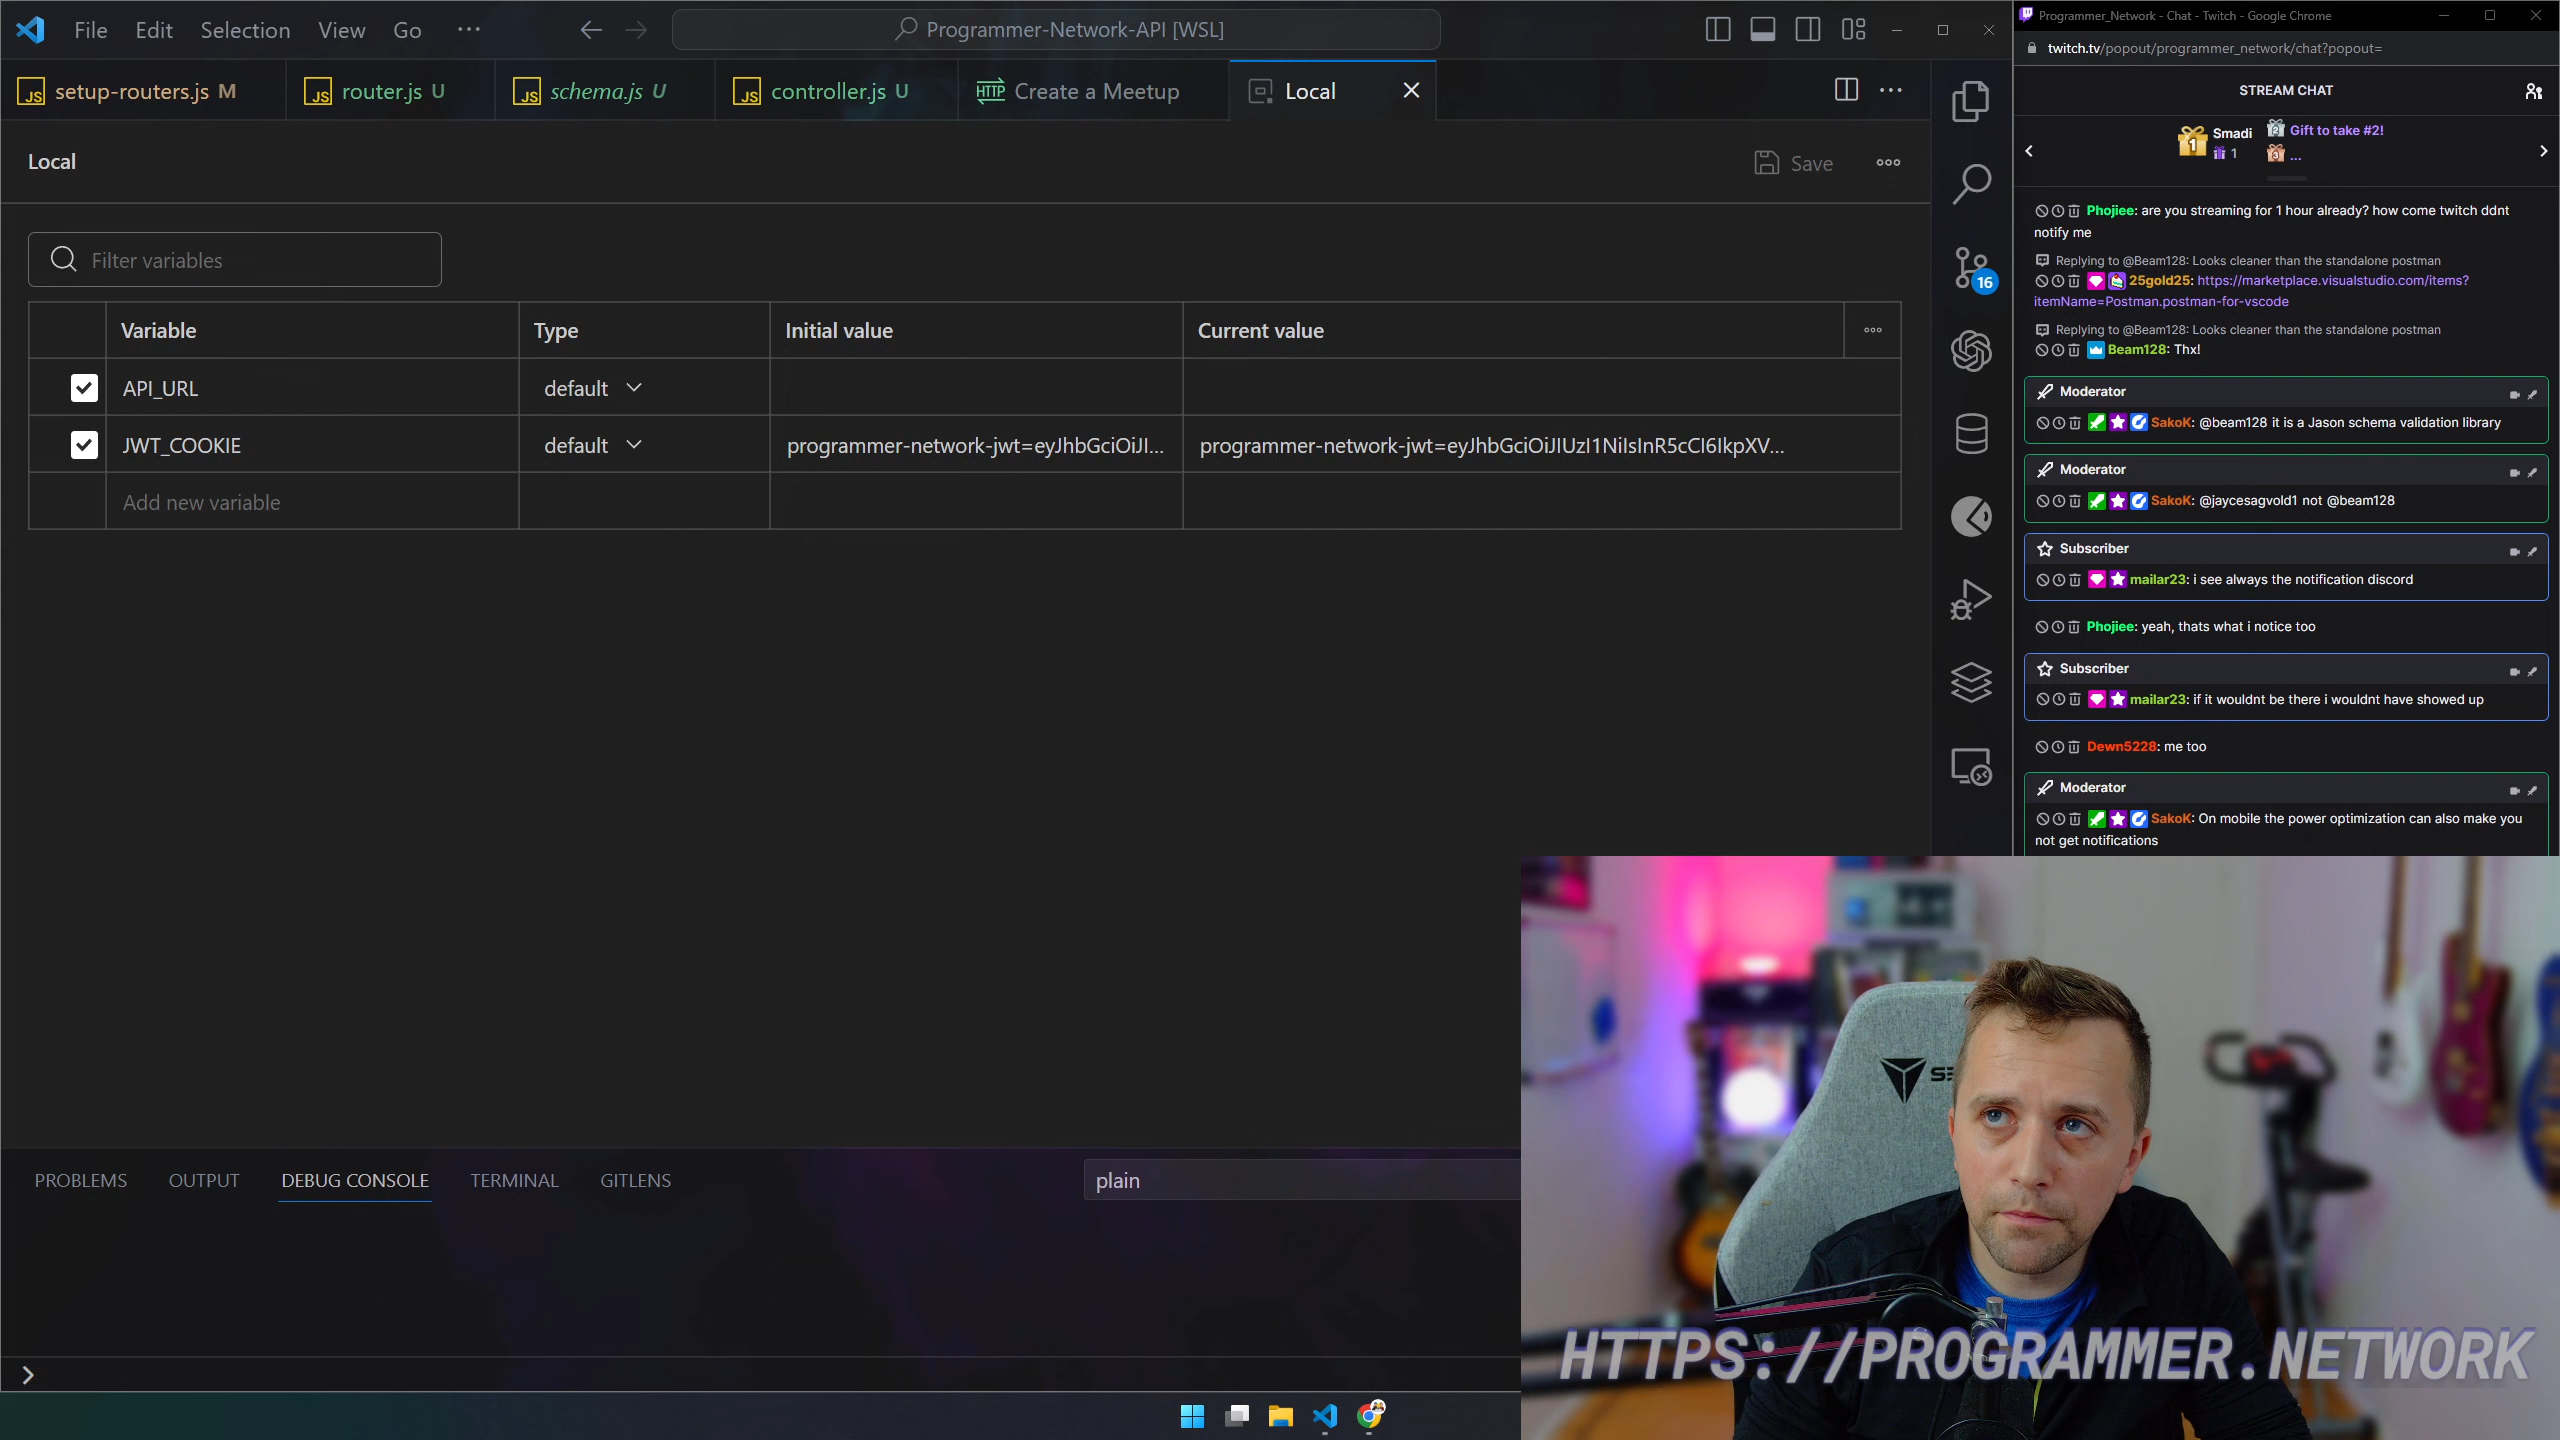 File Edit Selection View Go ...
Programmer-Network-API [WSL]
setup-routers.js M
router.js U
schema.js U
controller.js U
HTTP Create a Meetup
Local
Local
Save
Filter variables
Variable Type Initial value Current value
API_URL default
JWT_COOKIE default programmer-network-jwt=eyJhbGciOiJI... programmer-network-jwt=eyJhbGciOiJIUzI1NiIsInR5cCI6IkpXV...
Add new variable
16
PROBLEMS OUTPUT DEBUG CONSOLE TERMINAL GITLENS
plain
Programmer_Network - Chat - Twitch - Google Chrome
twitch.tv/popout/programmer_network/chat?popout=
STREAM CHAT
1 Smadi
1
2 Gift to take #2!
3 ...
Phojiee: are you streaming for 1 hour already? how come twitch ddnt
notify me
Replying to @Beam128: Looks cleaner than the standalone postman
25gold25: https://marketplace.visualstudio.com/items?
itemName=Postman.postman-for-vscode
Replying to @Beam128: Looks cleaner than the standalone postman
Beam128: Thx!
Moderator
SakoK: @beam128 it is a Jason schema validation library
Moderator
SakoK: @jaycesagvold1 not @beam128
Subscriber
mailar23: i see always the notification discord
Phojiee: yeah, thats what i notice too
Subscriber
mailar23: if it wouldnt be there i wouldnt have showed up
Dewn5228: me too
Moderator
SakoK: On mobile the power optimization can also make you
not get notifications
HTTPS://PROGRAMMER.NETWORK